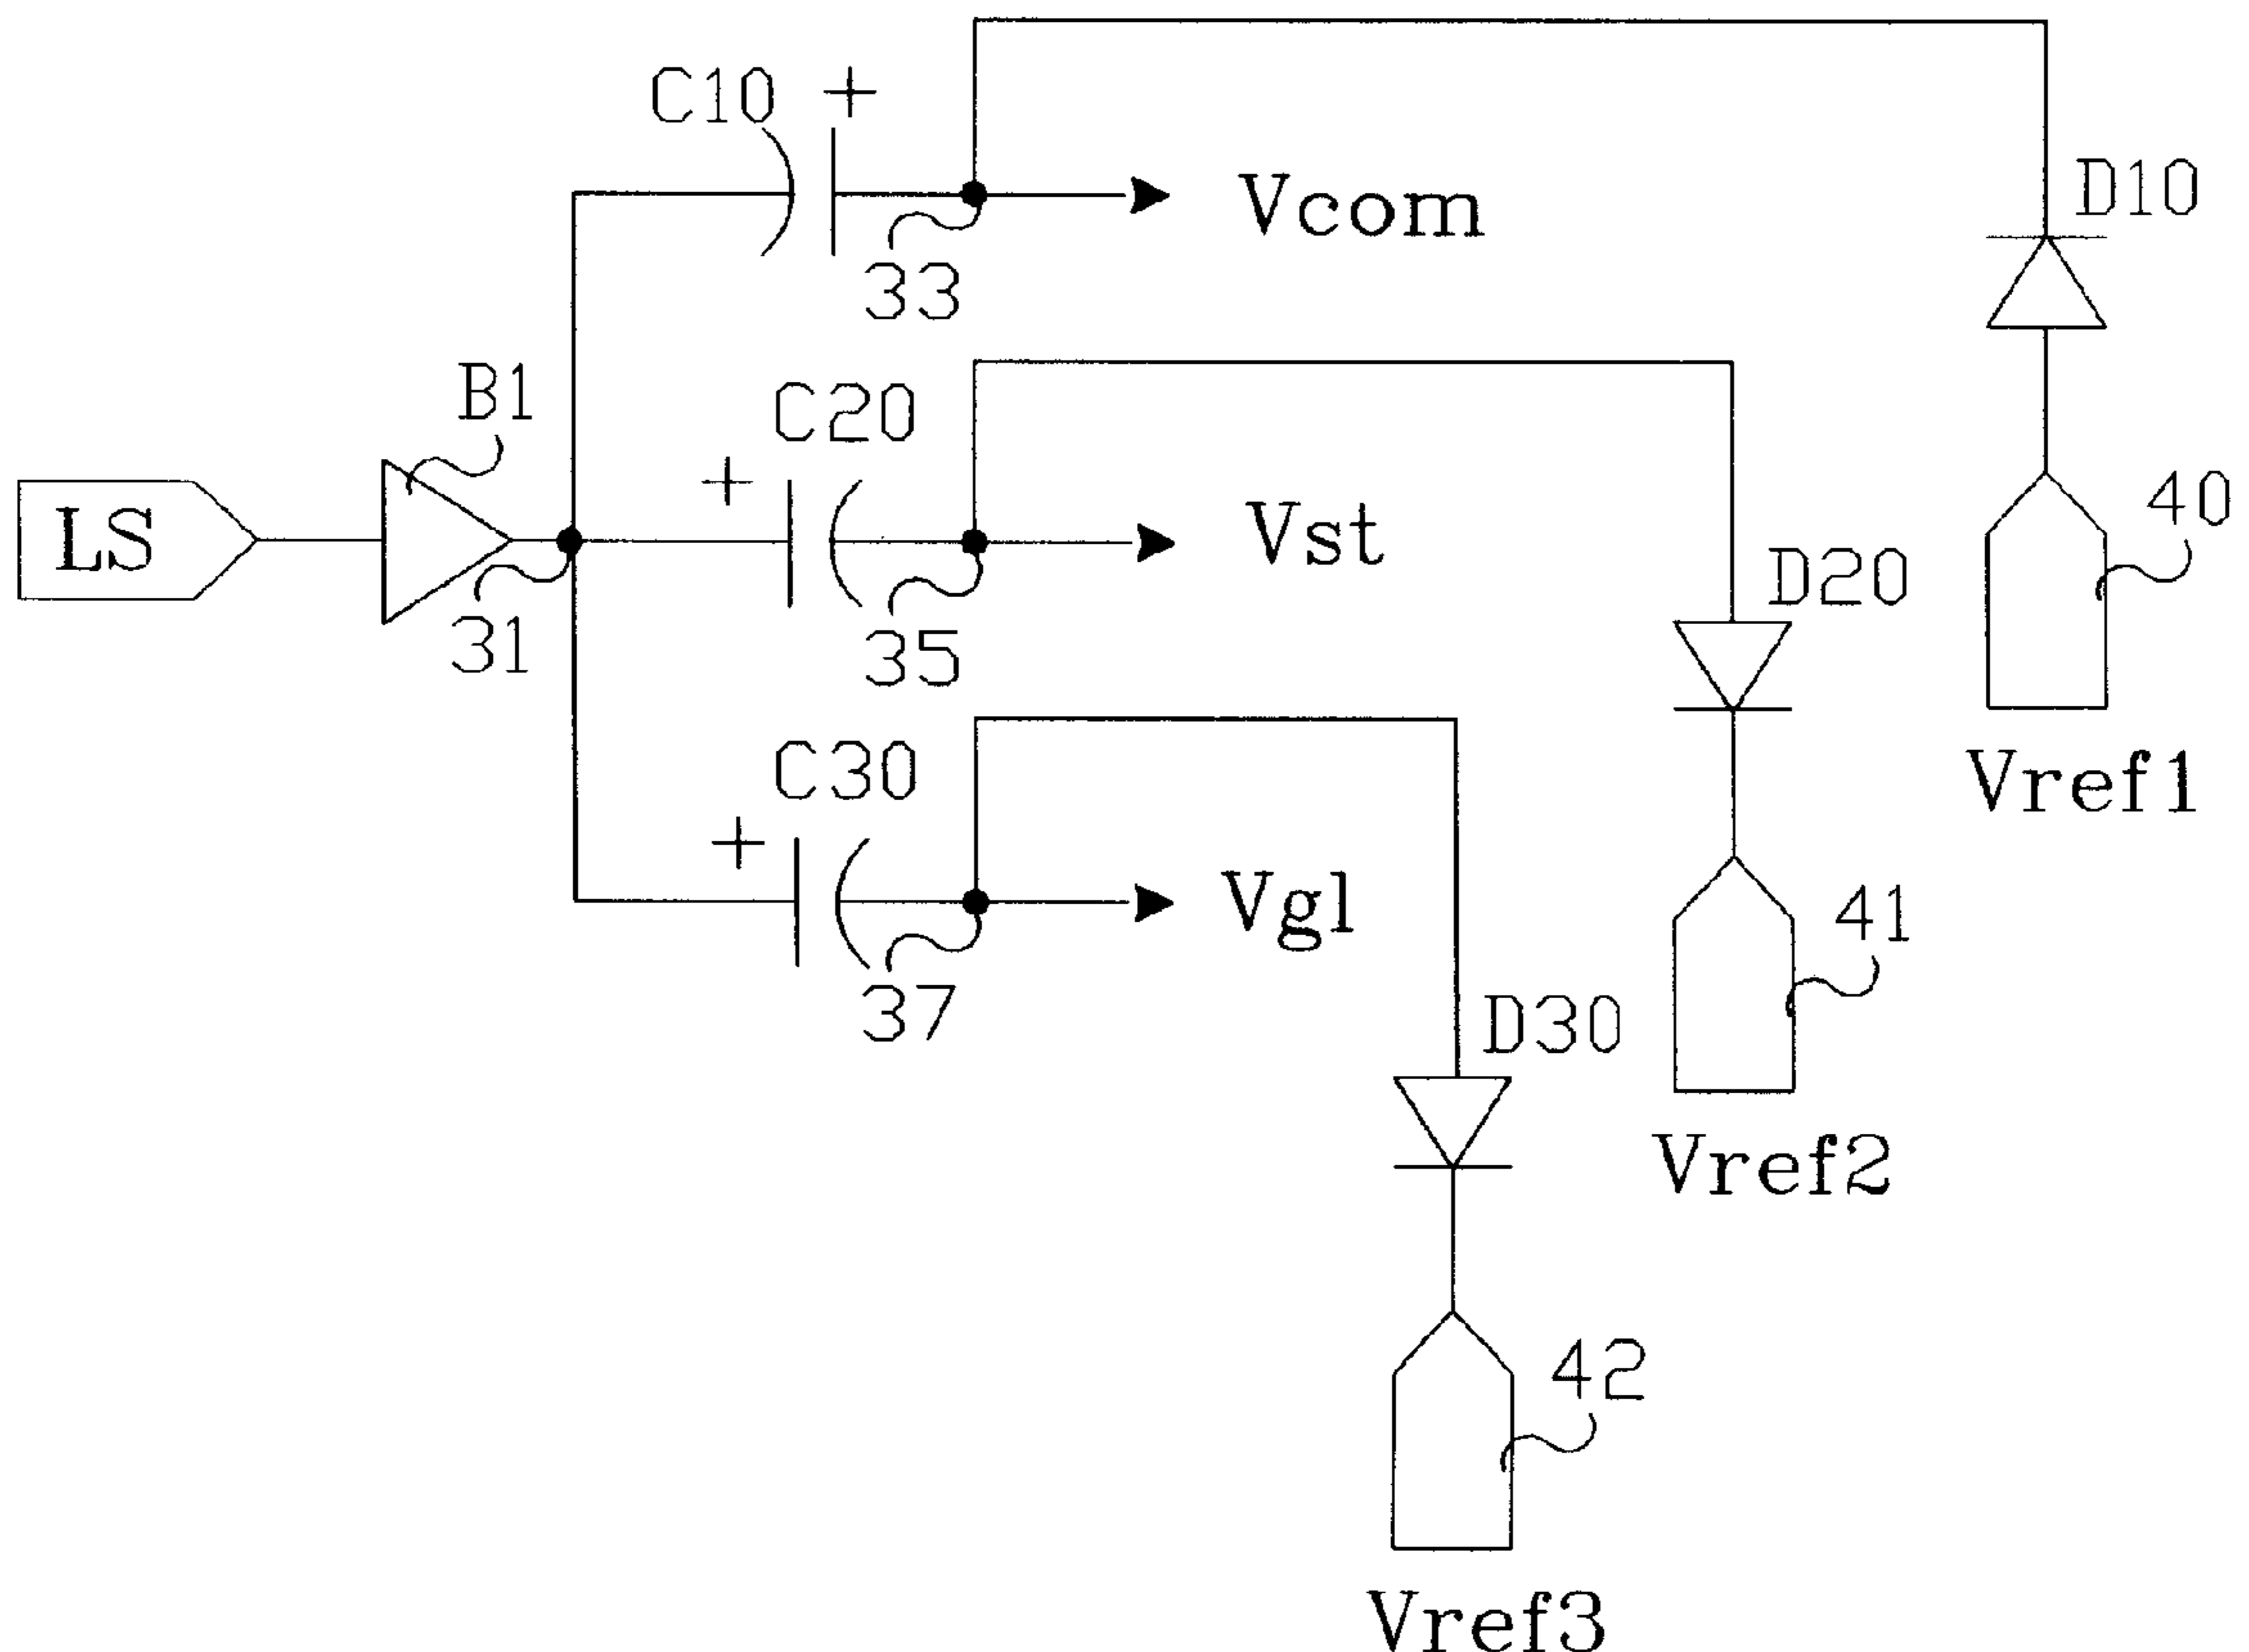 C10 +
D10
Vcom
33
B1
C20
+
LS
Vst
40
31
35
D20
C30
Vref1
+
Vgl
41
37
D30
Vref2
42
Vref3